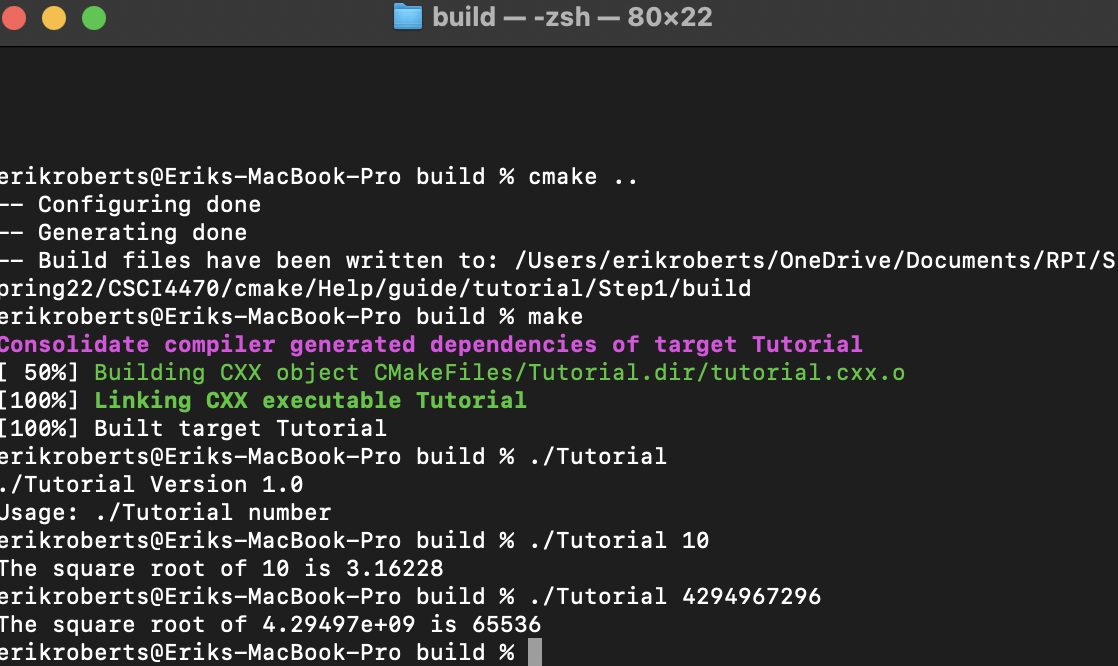 build — -zsh — 80×22
erikroberts@Eriks-MacBook-Pro build % cmake ..
-- Configuring done
-- Generating done
-- Build files have been written to: /Users/erikroberts/OneDrive/Documents/RPI/S
pring22/CSCI4470/cmake/Help/guide/tutorial/Step1/build
erikroberts@Eriks-MacBook-Pro build % make
Consolidate compiler generated dependencies of target Tutorial
[ 50%] Building CXX object CMakeFiles/Tutorial.dir/tutorial.cxx.o
[100%] Linking CXX executable Tutorial
[100%] Built target Tutorial
erikroberts@Eriks-MacBook-Pro build % ./Tutorial
./Tutorial Version 1.0
Usage: ./Tutorial number
erikroberts@Eriks-MacBook-Pro build % ./Tutorial 10
The square root of 10 is 3.16228
erikroberts@Eriks-MacBook-Pro build % ./Tutorial 4294967296
The square root of 4.29497e+09 is 65536
erikroberts@Eriks-MacBook-Pro build %